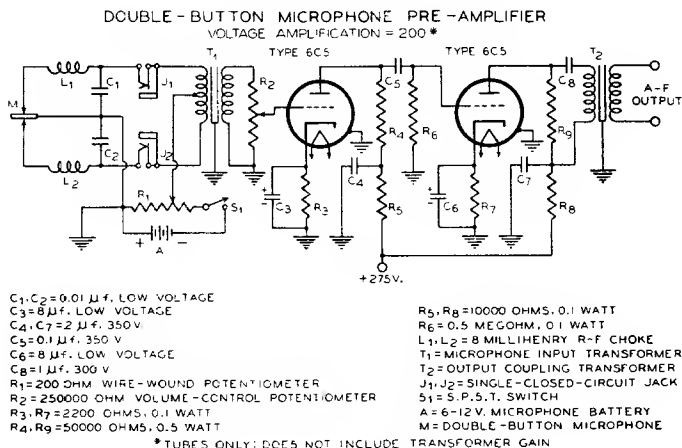 DOUBLE-BUTTON MICROPHONE PRE-AMPLIFIER
VOLTAGE AMPLIFICATION = 200*
T1
TYPE 6C5
TYPE 6C5
T2
L1
C1
J1
R2
C5
C8
M
R4
R6
R9
A-F
OUTPUT
C2
J2
L2
R1
S1
C3
R3
C4
R5
C6
R7
C7
R8
+ A -
+275V.
C1,C2=0.01 µf. LOW VOLTAGE
C3=8µf. LOW VOLTAGE
C4,C7=2 µf. 350 V
C5=0.1 µf. 350 V
C6=8 µf. LOW VOLTAGE
C8=1 µf. 300 V
R1=200 OHM WIRE-WOUND POTENTIOMETER
R2=250000 OHM VOLUME-CONTROL POTENTIOMETER
R3,R7=2200 OHMS, 0.1 WATT
R4,R9=50000 OHMS, 0.5 WATT
R5,R8=10000 OHMS, 0.1 WATT
R6=0.5 MEGOHM, 0.1 WATT
L1,L2=8 MILLIHENRY R-F CHOKE
T1=MICROPHONE INPUT TRANSFORMER
T2=OUTPUT COUPLING TRANSFORMER
J1,J2=SINGLE-CLOSED-CIRCUIT JACK
S1=S.P.S.T. SWITCH
A=6-12 V. MICROPHONE BATTERY
M=DOUBLE-BUTTON MICROPHONE
*TUBES ONLY; DOES NOT INCLUDE TRANSFORMER GAIN